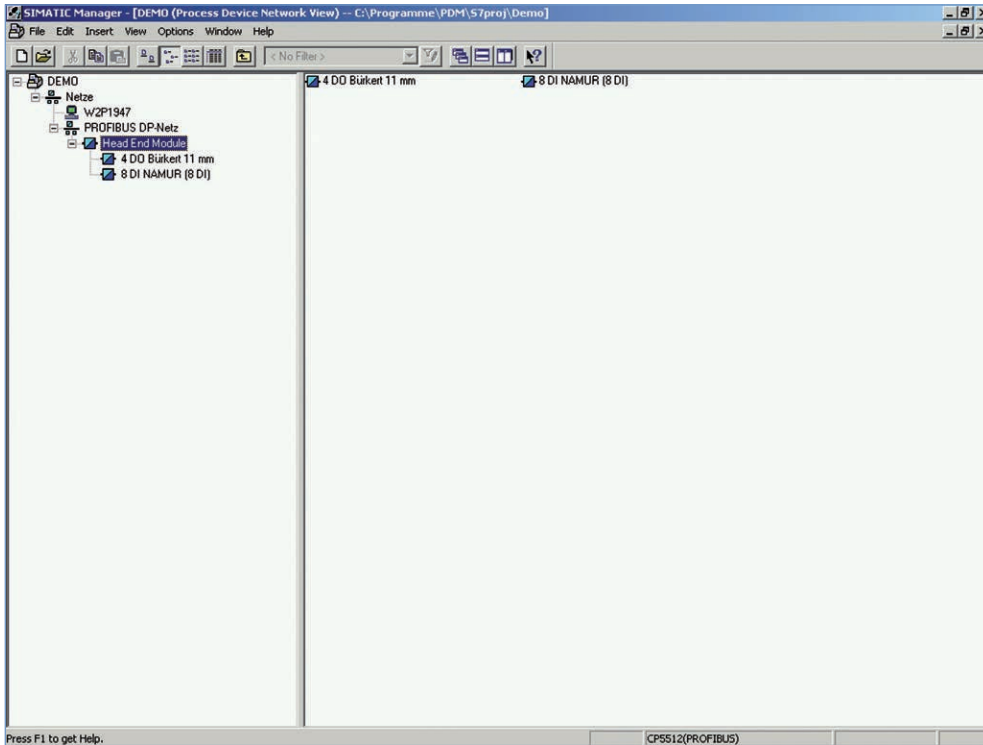 SIMATIC Manager - [DEMO (Process Device Network View) -- C:\Programme\PDM\S7proj\Demo]
File Edit Insert View Options Window Help
< No Filter >
DEMO
Netze
W2P1947
PROFIBUS DP-Netz
Head End Module
4 DO Bürkert 11 mm
8 DI NAMUR (8 DI)
4 DO Bürkert 11 mm
8 DI NAMUR (8 DI)
Press F1 to get Help.
CP5512(PROFIBUS)